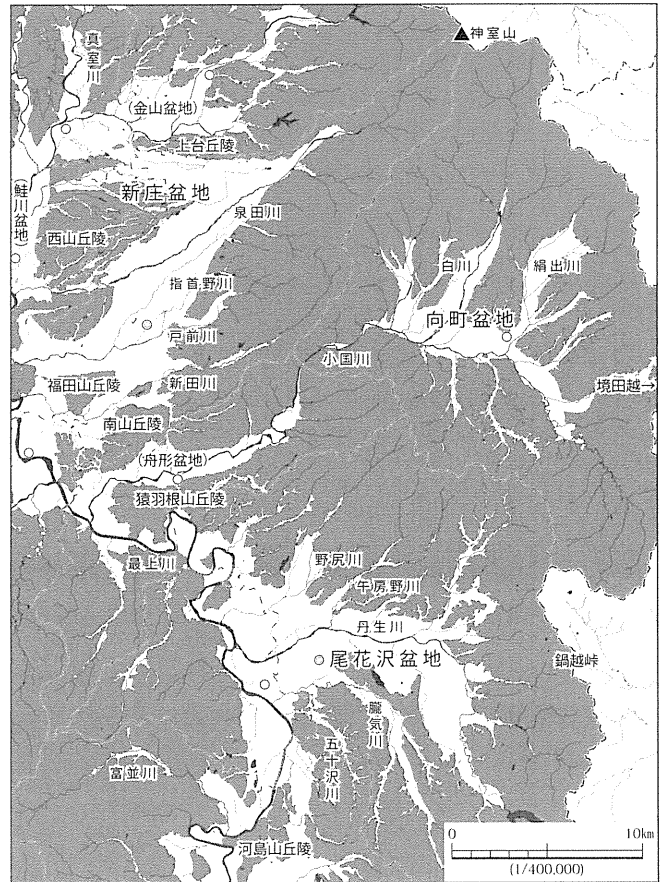 神室山
真室川
(金山盆地)
上台丘陵
新庄盆地
(鮭川盆地)
泉田川
西山丘陵
指首野川
白川
絹出川
向町盆地
戸前川
小国川
福田山丘陵
新田川
境田越→
南山丘陵
(舟形盆地)
猿羽根山丘陵
最上川
野尻川
午房野川
丹生川
尾花沢盆地
鍋越峠
朧気川
五十沢川
富並川
河島山丘陵
0 10km
(1/400,000)